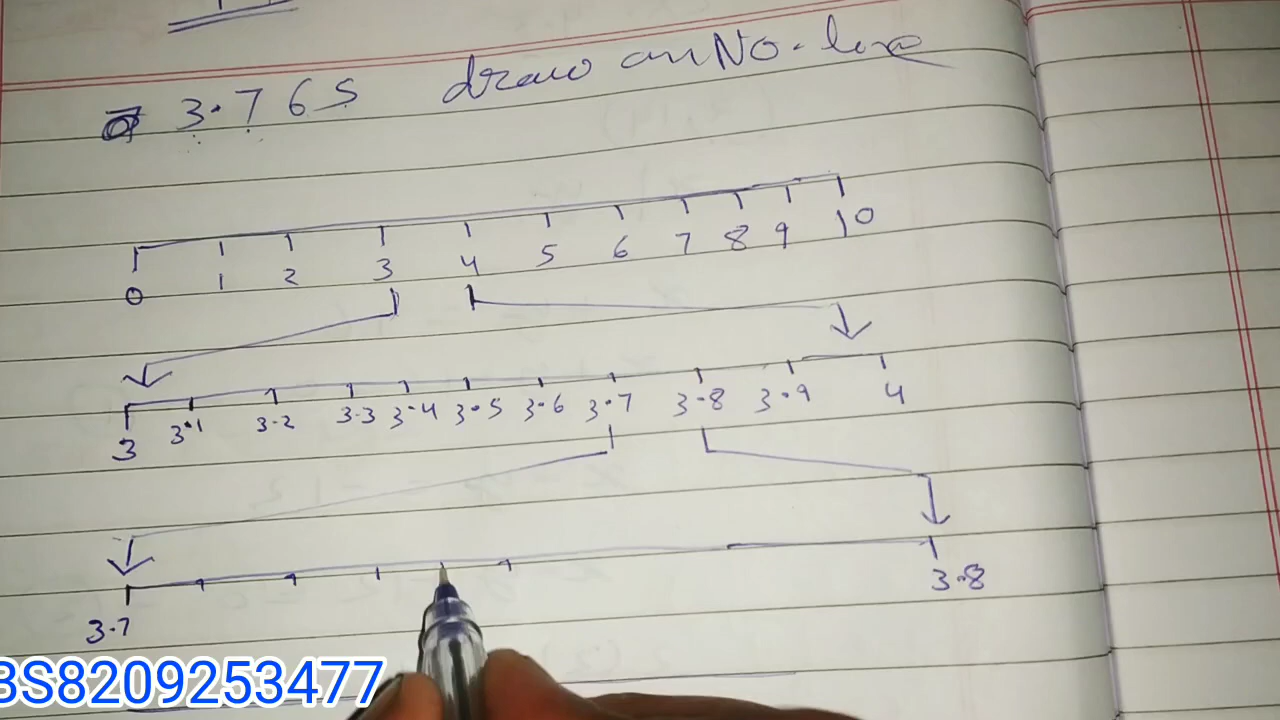 Q 3.765 draw on No. line
0 1 2 3 4 5 6 7 8 9 10
3 3.1 3.2 3.3 3.4 3.5 3.6 3.7 3.8 3.9 4
3.7 3.8
BS8209253477